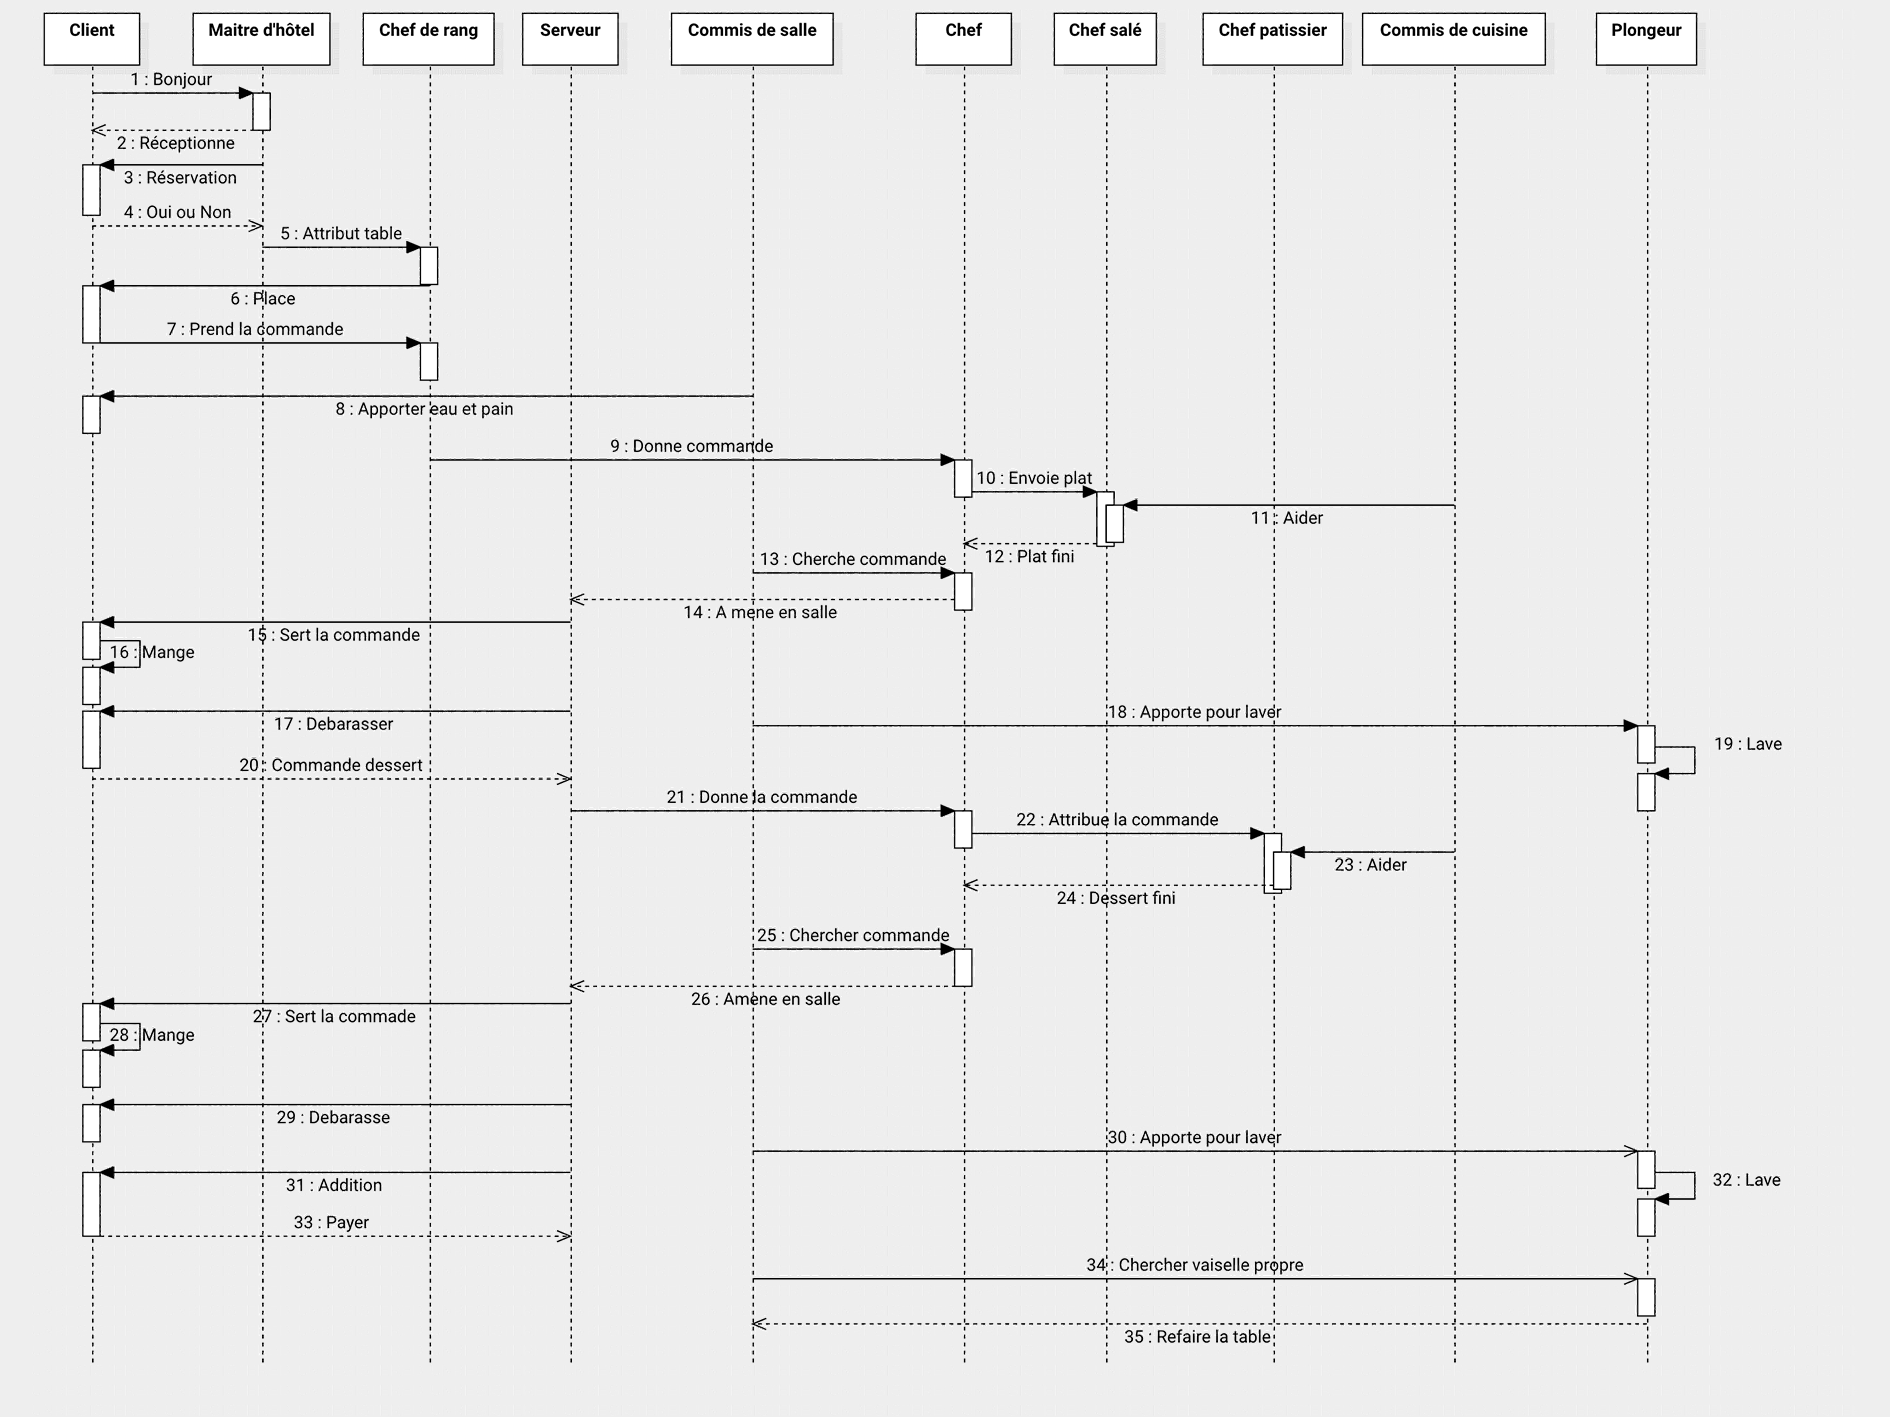 Client
Maitre d'hôtel
Chef de rang
Serveur
Commis de salle
Chef
Chef salé
Chef patissier
Commis de cuisine
Plongeur
1 : Bonjour
2 : Réceptionne
3 : Réservation
4 : Oui ou Non
5 : Attribut table
6 : Place
7 : Prend la commande
8 : Apporter eau et pain
9 : Donne commande
10 : Envoie plat
11 : Aider
12 : Plat fini
13 : Cherche commande
14 : A mene en salle
15 : Sert la commande
16 : Mange
17 : Debarasser
18 : Apporte pour laver
19 : Lave
20 : Commande dessert
21 : Donne la commande
22 : Attribue la commande
23 : Aider
24 : Dessert fini
25 : Chercher commande
26 : Amène en salle
27 : Sert la commade
28 : Mange
29 : Debarasse
30 : Apporte pour laver
31 : Addition
32 : Lave
33 : Payer
34 : Chercher vaiselle propre
35 : Refaire la table